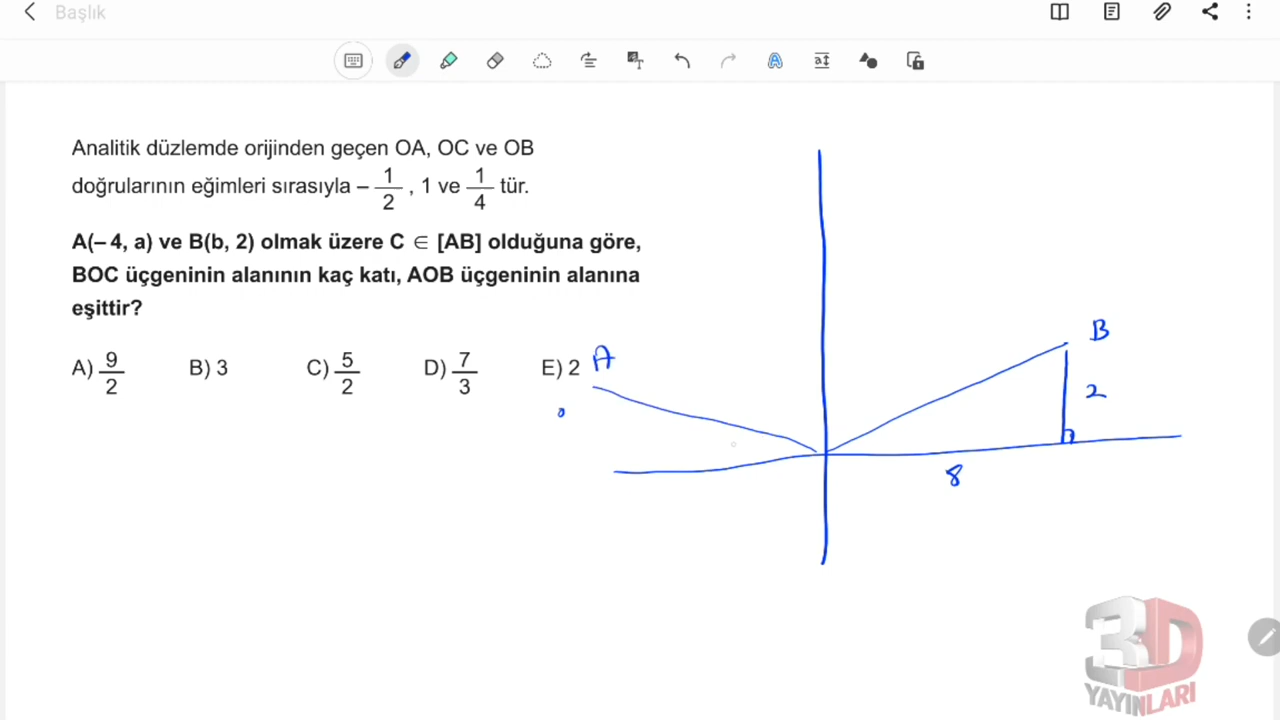 Başlık
Analitik düzlemde orijinden geçen OA, OC ve OB
doğrularının eğimleri sırasıyla – 1/2 , 1 ve 1/4 tür.
A(– 4, a) ve B(b, 2) olmak üzere C ∈ [AB] olduğuna göre,
BOC üçgeninin alanının kaç katı, AOB üçgeninin alanına
eşittir?
A) 9/2 B) 3 C) 5/2 D) 7/3 E) 2
A
B
2
8
3D
YAYINLARI